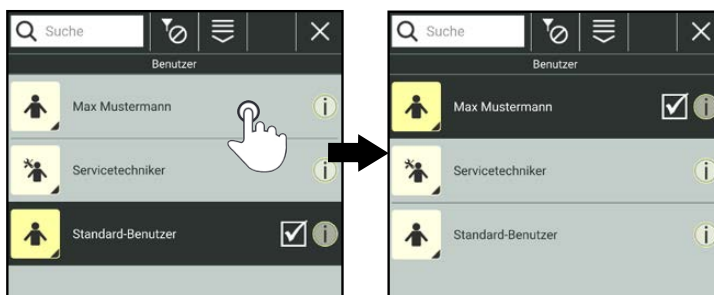 Suche
Benutzer
Max Mustermann
i
Servicetechniker
i
Standard-Benutzer
i
Suche
Benutzer
Max Mustermann
i
Servicetechniker
i
Standard-Benutzer
i